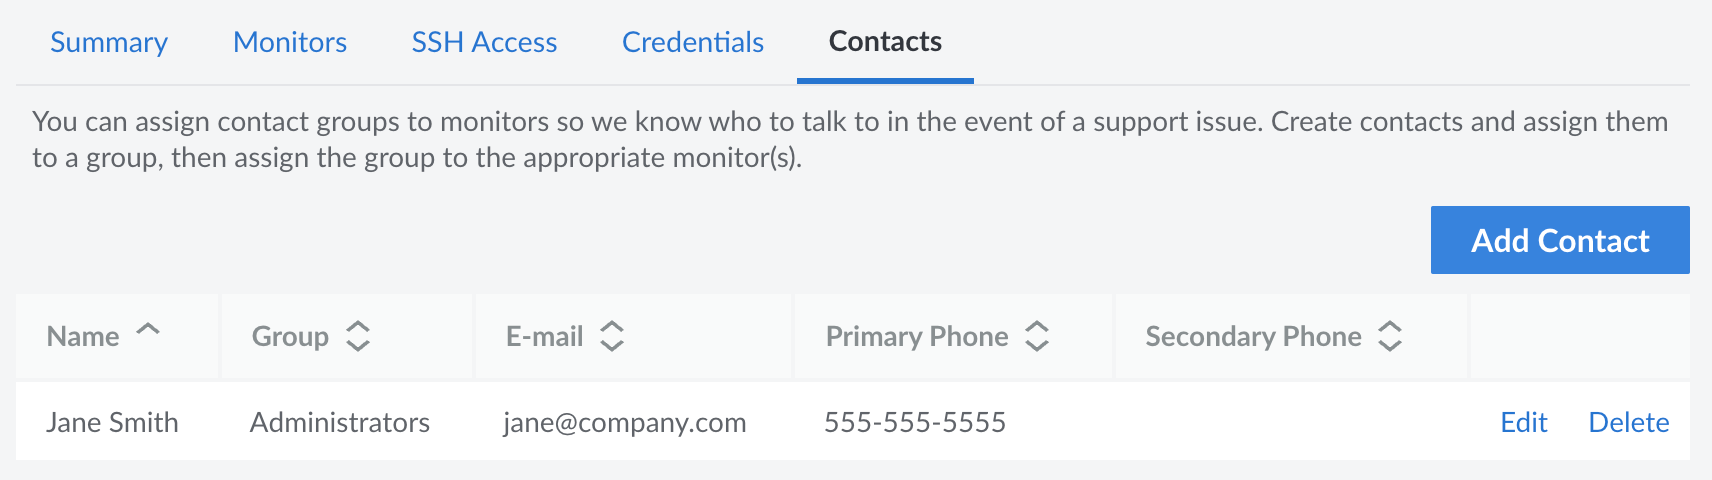 Summary Monitors SSH Access Credentials Contacts
You can assign contact groups to monitors so we know who to talk to in the event of a support issue. Create contacts and assign them
to a group, then assign the group to the appropriate monitor(s).
Add Contact
Name Group E-mail Primary Phone Secondary Phone
Jane Smith Administrators jane@company.com 555-555-5555 Edit Delete